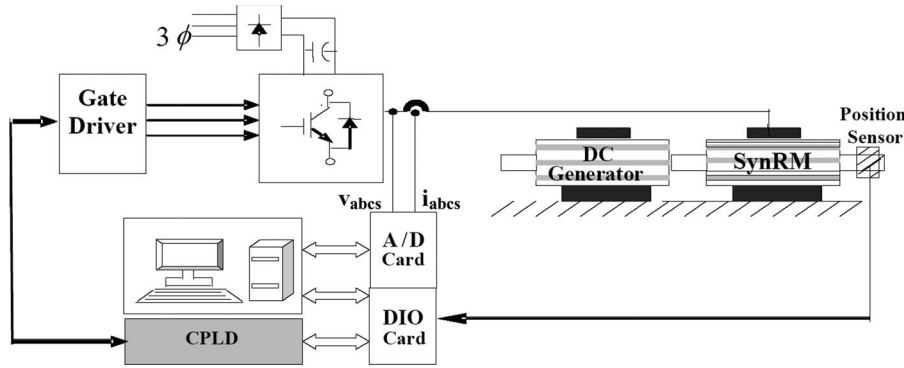 3 ϕ
Gate
Driver
Position
Sensor
DC
Generator
SynRM
vabcs
iabcs
A/D
Card
DIO
Card
CPLD